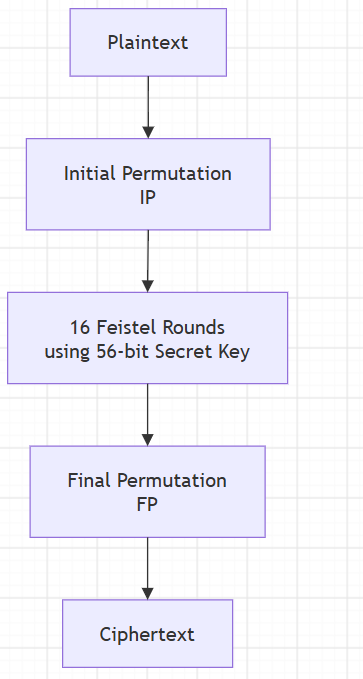 Plaintext
Initial Permutation
IP
16 Feistel Rounds
using 56-bit Secret Key
Final Permutation
FP
Ciphertext